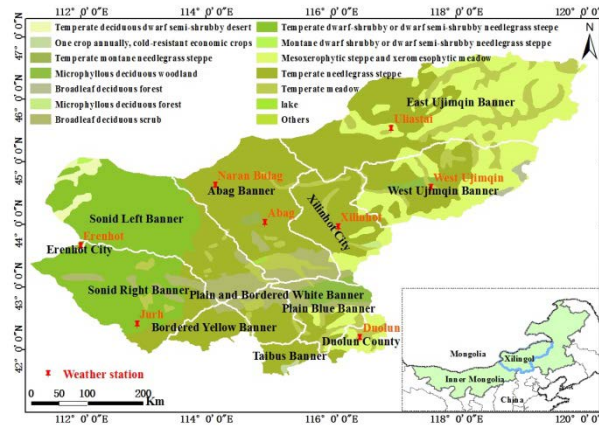 Temperate deciduous dwarf semi-shrubby desert
One crop annually, cold-resistant economic crops
Temperate montane needlegrass steppe
Microphyllous deciduous woodland
Broadleaf deciduous forest
Microphyllous deciduous forest
Broadleaf deciduous scrub
Temperate dwarf-shrubby or dwarf semi-shrubby needlegrass steepe
Montane dwarf shrubby or dwarf semi-shrubby needlegrass steppe
Mesoxerophytic steppe and xeromesophytic meadow
Temperate needlegrass steppe
Temperate meadow
lake
Others
N
120° 0′ 0″E
47° 0′ 0″N
46° 0′ 0″N
45° 0′ 0″N
44° 0′ 0″N
43° 0′ 0″N
42° 0′ 0″N
East Ujimqin Banner
Uliastai
Naran Bulag
Abag Banner
West Ujimqin
West Ujimqin Banner
Sonid Left Banner
Abag
Xilinhot
Xilinhot City
Erenhot
Erenhot City
Sonid Right Banner
Plain and Bordered White Banner
Plain Blue Banner
Jurh
Bordered Yellow Banner
Duolun
Duolun County
Taibus Banner
Weather station
0 50 100 200
Km
112° 0′ 0″E
114° 0′ 0″E
116° 0′ 0″E
118° 0′ 0″E
120° 0′ 0″E
Mongolia
Xilingol
Inner Mongolia
China